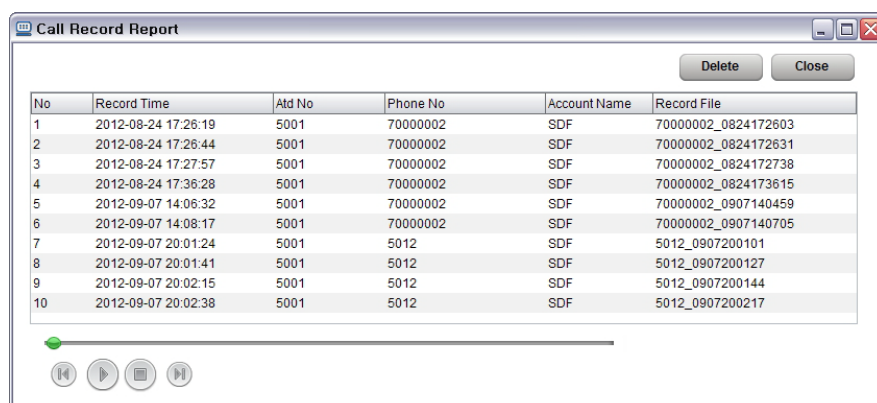 Call Record Report
Delete Close
No Record Time Atd No Phone No Account Name Record File
1 2012-08-24 17:26:19 5001 70000002 SDF 70000002_0824172603
2 2012-08-24 17:26:44 5001 70000002 SDF 70000002_0824172631
3 2012-08-24 17:27:57 5001 70000002 SDF 70000002_0824172738
4 2012-08-24 17:36:28 5001 70000002 SDF 70000002_0824173615
5 2012-09-07 14:06:32 5001 70000002 SDF 70000002_0907140459
6 2012-09-07 14:08:17 5001 70000002 SDF 70000002_0907140705
7 2012-09-07 20:01:24 5001 5012 SDF 5012_0907200101
8 2012-09-07 20:01:41 5001 5012 SDF 5012_0907200127
9 2012-09-07 20:02:15 5001 5012 SDF 5012_0907200144
10 2012-09-07 20:02:38 5001 5012 SDF 5012_0907200217